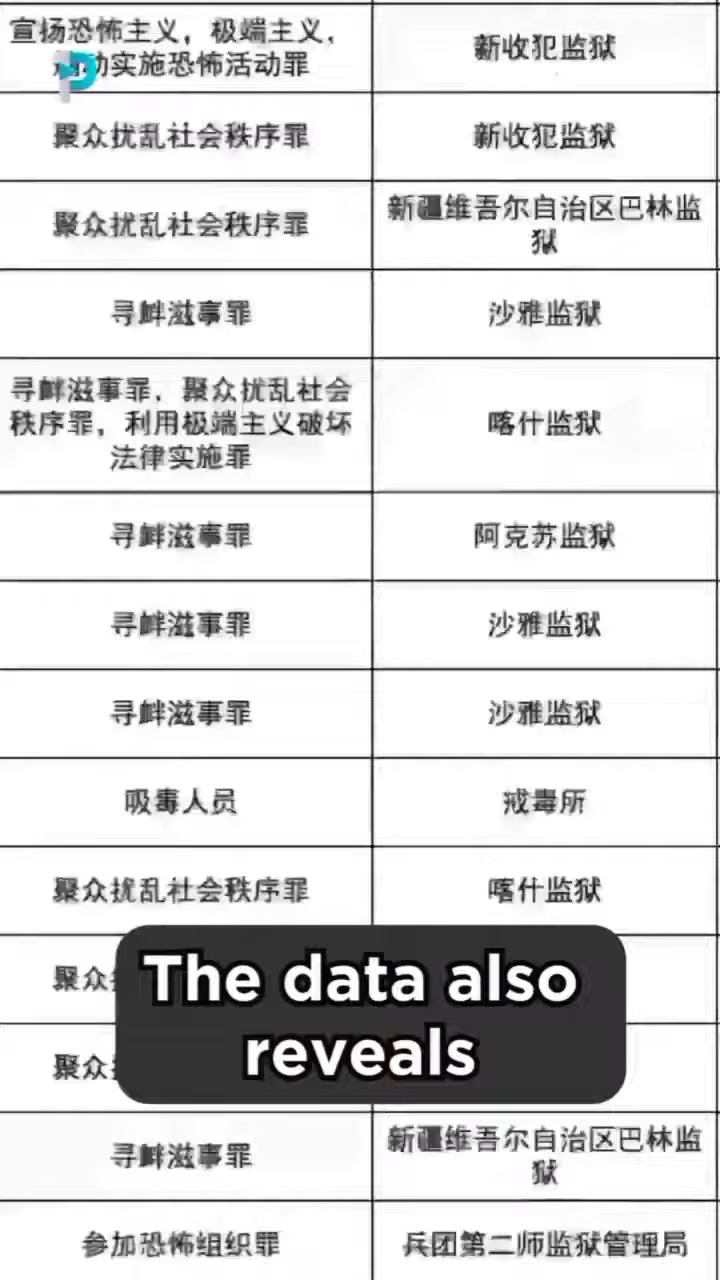 宣扬恐怖主义，极端主义，
动实施恐怖活动罪
新收犯监狱
聚众扰乱社会秩序罪
新收犯监狱
聚众扰乱社会秩序罪
新疆维吾尔自治区巴林监
狱
寻衅滋事罪
沙雅监狱
寻衅滋事罪，聚众扰乱社会
秩序罪，利用极端主义破坏
法律实施罪
喀什监狱
寻衅滋事罪
阿克苏监狱
寻衅滋事罪
沙雅监狱
寻衅滋事罪
沙雅监狱
吸毒人员
戒毒所
聚众扰乱社会秩序罪
喀什监狱
聚众
The data also
reveals
聚众
寻衅滋事罪
新疆维吾尔自治区巴林监
狱
参加恐怖组织罪
兵团第二师监狱管理局